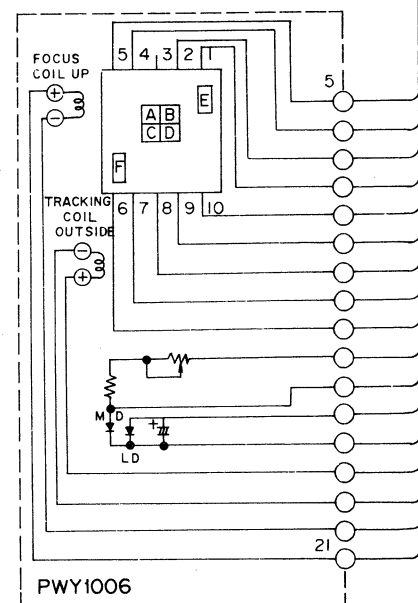 5 4 3 2 1
FOCUS
COIL UP
5
+
A B
E
-
C D
F
TRACKING
COIL
OUTSIDE
6 7 8 9 10
-
+
M D
+
LD
21
PWY1006